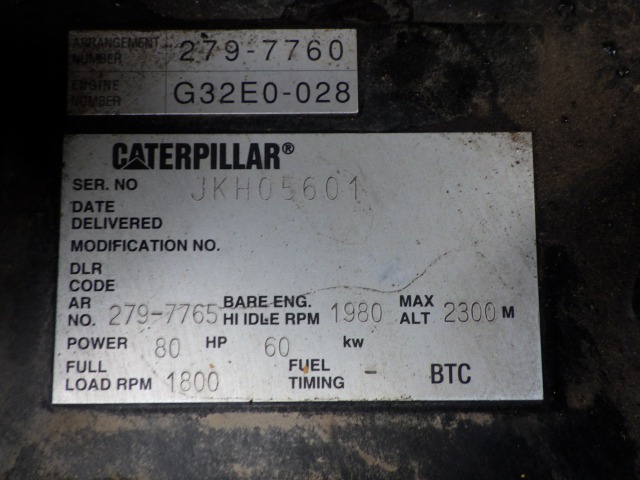 ARRANGEMENT NUMBER 279-7760
ENGINE NUMBER G32E0-028
CATERPILLAR®
SER. NO JKH05601
DATE
DELIVERED
MODIFICATION NO.
DLR
CODE
AR NO. 279-7765 BARE ENG. HI IDLE RPM 1980 MAX ALT 2300 M
POWER 80 HP 60 kw
FULL LOAD RPM 1800 FUEL TIMING - BTC